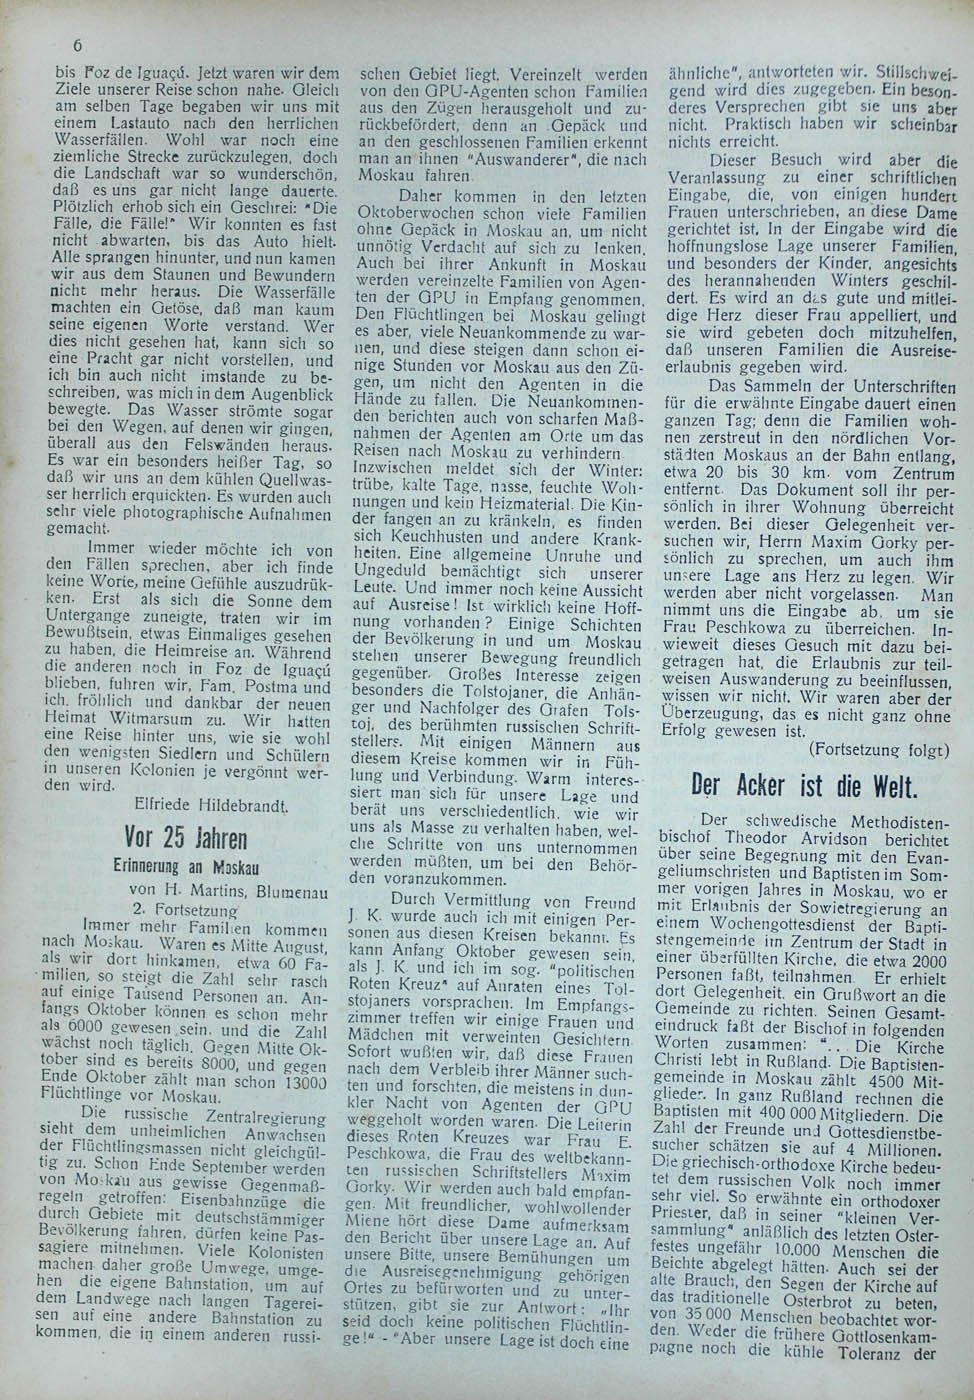 6
bis Foz de Iguaçú. Jetzt waren wir dem
Ziele unserer Reise schon nahe. Gleich
am selben Tage begaben wir uns mit
einem Lastauto nach den herrlichen
Wasserfällen. Wohl war noch eine
ziemliche Strecke zurückzulegen, doch
die Landschaft war so wunderschön,
daß es uns gar nicht lange dauerte.
Plötzlich erhob sich ein Geschrei: "Die
Fälle, die Fälle!" Wir konnten es fast
nicht abwarten, bis das Auto hielt.
Alle sprangen hinunter, und nun kamen
wir aus dem Staunen und Bewundern
nicht mehr heraus. Die Wasserfälle
machten ein Getöse, daß man kaum
seine eigenen Worte verstand. Wer
dies nicht gesehen hat, kann sich so
eine Pracht gar nicht vorstellen, und
ich bin auch nicht imstande zu be-
schreiben, was mich in dem Augenblick
bewegte. Das Wasser strömte sogar
bei den Wegen, auf denen wir gingen,
überall aus den Felswänden heraus.
Es war ein besonders heißer Tag, so
daß wir uns an dem kühlen Quellwas-
ser herrlich erquickten. Es wurden auch
sehr viele photographische Aufnahmen
gemacht.
Immer wieder möchte ich von
den Fällen sprechen, aber ich finde
keine Worte, meine Gefühle auszudrük-
ken. Erst als sich die Sonne dem
Untergange zuneigte, traten wir im
Bewußtsein, etwas Einmaliges gesehen
zu haben, die Heimreise an. Während
die anderen noch in Foz de Iguaçú
blieben, fuhren wir, Fam. Postma und
ich, fröhlich und dankbar der neuen
Heimat Witmarsum zu. Wir hatten
eine Reise hinter uns, wie sie wohl
den wenigsten Siedlern und Schülern
in unseren Kolonien je vergönnt wer-
den wird.
Elfriede Hildebrandt.
Vor 25 Jahren
Erinnerung an Moskau
von H. Martins, Blumenau
2. Fortsetzung
Immer mehr Familien kommen
nach Moskau. Waren es Mitte August,
als wir dort hinkamen, etwa 60 Fa-
milien, so steigt die Zahl sehr rasch
auf einige Tausend Personen an. An-
fangs Oktober können es schon mehr
als 6000 gewesen sein, und die Zahl
wächst noch täglich. Gegen Mitte Ok-
tober sind es bereits 8000, und gegen
Ende Oktober zählt man schon 13000
Flüchtlinge vor Moskau.
Die russische Zentralregierung
sieht dem unheimlichen Anwachsen
der Flüchtlingsmassen nicht gleichgül-
tig zu. Schon Ende September werden
von Moskau aus gewisse Gegenmaß-
regeln getroffen: Eisenbahnzüge die
durch Gebiete mit deutschstämmiger
Bevölkerung fahren, dürfen keine Pas-
sagiere mitnehmen. Viele Kolonisten
machen daher große Umwege, umge-
hen die eigene Bahnstation, um auf
dem Landwege nach langen Tagerei-
sen auf eine andere Bahnstation zu
kommen, die in einem anderen russi-
schen Gebiet liegt. Vereinzelt werden
von den GPU-Agenten schon Familien
aus den Zügen herausgeholt und zu-
rückbefördert, denn an Gepäck und
an den geschlossenen Familien erkennt
man an ihnen "Auswanderer", die nach
Moskau fahren.
Daher kommen in den letzten
Oktoberwochen schon viele Familien
ohne Gepäck in Moskau an, um nicht
unnötig Verdacht auf sich zu lenken.
Auch bei ihrer Ankunft in Moskau
werden vereinzelte Familien von Agen-
ten der GPU in Empfang genommen.
Den Flüchtlingen bei Moskau gelingt
es aber, viele Neuankommende zu war-
nen, und diese steigen dann schon ei-
nige Stunden vor Moskau aus den Zü-
gen, um nicht den Agenten in die
Hände zu fallen. Die Neuankommen-
den berichten auch von scharfen Maß-
nahmen der Agenten am Orte um das
Reisen nach Moskau zu verhindern.
Inzwischen meldet sich der Winter:
trübe, kalte Tage, nasse, feuchte Woh-
nungen und kein Heizmaterial. Die Kin-
der fangen an zu kränkeln, es finden
sich Keuchhusten und andere Krank-
heiten. Eine allgemeine Unruhe und
Ungeduld bemächtigt sich unserer
Leute. Und immer noch keine Aussicht
auf Ausreise! Ist wirklich keine Hoff-
nung vorhanden? Einige Schichten
der Bevölkerung in und um Moskau
stehen unserer Bewegung freundlich
gegenüber. Großes Interesse zeigen
besonders die Tolstojaner, die Anhän-
ger und Nachfolger des Grafen Tols-
toj, des berühmten russischen Schrift-
stellers. Mit einigen Männern aus
diesem Kreise kommen wir in Füh-
lung und Verbindung. Warm interes-
siert man sich für unsere Lage und
berät uns verschiedentlich, wie wir
uns als Masse zu verhalten haben, wel-
che Schritte von uns unternommen
werden müßten, um bei den Behör-
den voranzukommen.
Durch Vermittlung von Freund
J. K. wurde auch ich mit einigen Per-
sonen aus diesen Kreisen bekannt. Es
kann Anfang Oktober gewesen sein,
als J. K. und ich im sog. "politischen
Roten Kreuz" auf Anraten eines Tol-
stojaners vorsprachen. Im Empfangs-
zimmer treffen wir einige Frauen und
Mädchen mit verweinten Gesichtern.
Sofort wußten wir, daß diese Frauen
nach dem Verbleib ihrer Männer such-
ten und forschten, die meistens in dun-
kler Nacht von Agenten der GPU
weggeholt worden waren. Die Leiterin
dieses Roten Kreuzes war Frau E.
Peschkowa, die Frau des weltbekann-
ten russischen Schriftstellers Maxim
Gorky. Wir werden auch bald empfan-
gen. Mit freundlicher, wohlwollender
Miene hört diese Dame aufmerksam
den Bericht über unsere Lage an. Auf
unsere Bitte, unsere Bemühungen um
die Ausreisegenehmigung gehörigen
Ortes zu befürworten und zu unter-
stützen, gibt sie zur Antwort: „Ihr
seid doch keine politischen Flüchtlin-
ge!" - "Aber unsere Lage ist doch eine
ähnliche", antworteten wir. Stillschwei-
gend wird dies zugegeben. Ein beson-
deres Versprechen gibt sie uns aber
nicht. Praktisch haben wir scheinbar
nichts erreicht.
Dieser Besuch wird aber die
Veranlassung zu einer schriftlichen
Eingabe, die, von einigen hundert
Frauen unterschrieben, an diese Dame
gerichtet ist. In der Eingabe wird die
hoffnungslose Lage unserer Familien,
und besonders der Kinder, angesichts
des herannahenden Winters geschil-
dert. Es wird an das gute und mitlei-
dige Herz dieser Frau appelliert, und
sie wird gebeten doch mitzuhelfen,
daß unseren Familien die Ausreise-
erlaubnis gegeben wird.
Das Sammeln der Unterschriften
für die erwähnte Eingabe dauert einen
ganzen Tag; denn die Familien woh-
nen zerstreut in den nördlichen Vor-
städten Moskaus an der Bahn entlang,
etwa 20 bis 30 km. vom Zentrum
entfernt. Das Dokument soll ihr per-
sönlich in ihrer Wohnung überreicht
werden. Bei dieser Gelegenheit ver-
suchen wir, Herrn Maxim Gorky per-
sönlich zu sprechen, um auch ihm
unsere Lage ans Herz zu legen. Wir
werden aber nicht vorgelassen. Man
nimmt uns die Eingabe ab, um sie
Frau Peschkowa zu überreichen. In-
wieweit dieses Gesuch mit dazu bei-
getragen hat, die Erlaubnis zur teil-
weisen Auswanderung zu beeinflussen,
wissen wir nicht. Wir waren aber der
Überzeugung, das es nicht ganz ohne
Erfolg gewesen ist.
(Fortsetzung folgt)
Der Acker ist die Welt.
Der schwedische Methodisten-
bischof Theodor Arvidson berichtet
über seine Begegnung mit den Evan-
geliumschristen und Baptisten im Som-
mer vorigen Jahres in Moskau, wo er
mit Erlaubnis der Sowietregierung an
einem Wochengottesdienst der Bapti-
stengemeinde im Zentrum der Stadt in
einer überfüllten Kirche, die etwa 2000
Personen faßt, teilnahmen. Er erhielt
dort Gelegenheit, ein Grußwort an die
Gemeinde zu richten. Seinen Gesamt-
eindruck faßt der Bischof in folgenden
Worten zusammen: "... Die Kirche
Christi lebt in Rußland. Die Baptisten-
gemeinde in Moskau zählt 4500 Mit-
glieder. In ganz Rußland rechnen die
Baptisten mit 400 000 Mitgliedern. Die
Zahl der Freunde und Gottesdienstbe-
sucher schätzen sie auf 4 Millionen.
Die griechisch-orthodoxe Kirche bedeu-
tet dem russischen Volk noch immer
sehr viel. So erwähnte ein orthodoxer
Priester, daß in seiner "kleinen Ver-
sammlung" anläßlich des letzten Oster-
festes ungefähr 10.000 Menschen die
Beichte abgelegt hätten. Auch sei der
alte Brauch, den Segen der Kirche auf
das traditionelle Osterbrot zu beten,
von 35 000 Menschen beobachtet wor-
den. Weder die frühere Gottlosenkam-
pagne noch die kühle Toleranz der